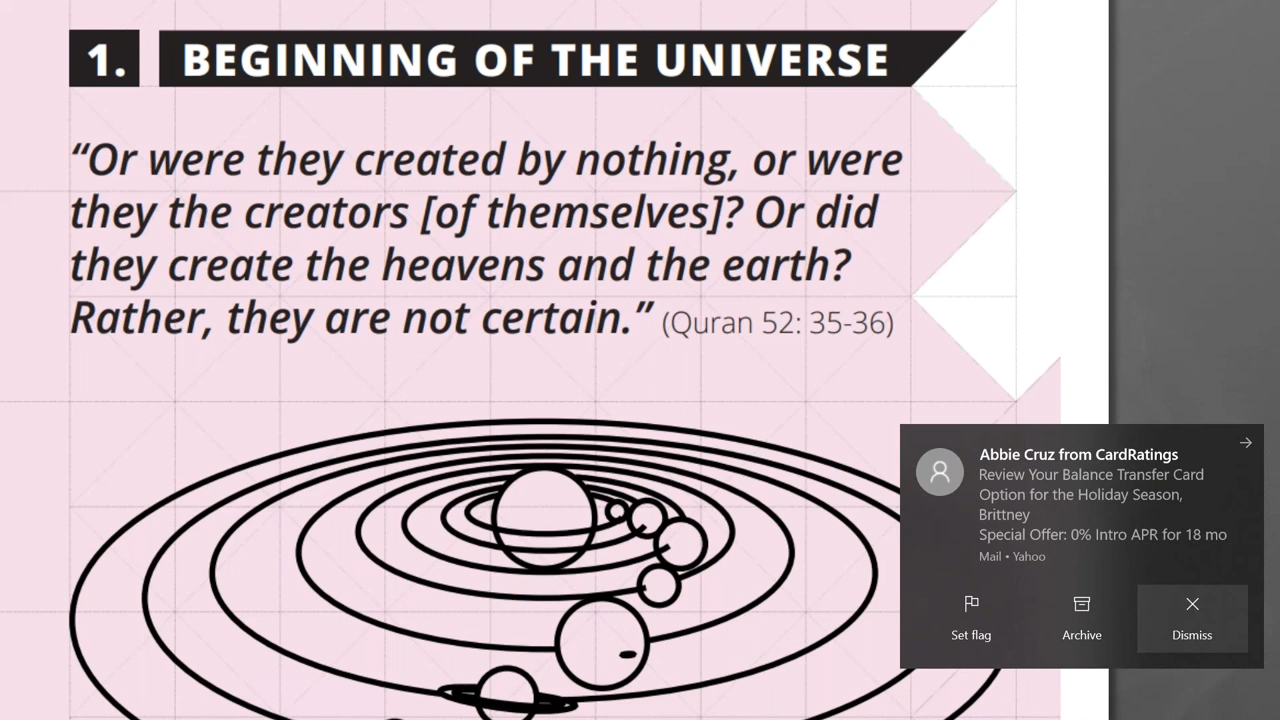 1. BEGINNING OF THE UNIVERSE
“Or were they created by nothing, or were
they the creators [of themselves]? Or did
they create the heavens and the earth?
Rather, they are not certain.” (Quran 52: 35-36)
Abbie Cruz from CardRatings
Review Your Balance Transfer Card
Option for the Holiday Season,
Brittney
Special Offer: 0% Intro APR for 18 mo
Mail • Yahoo
Set flag Archive Dismiss